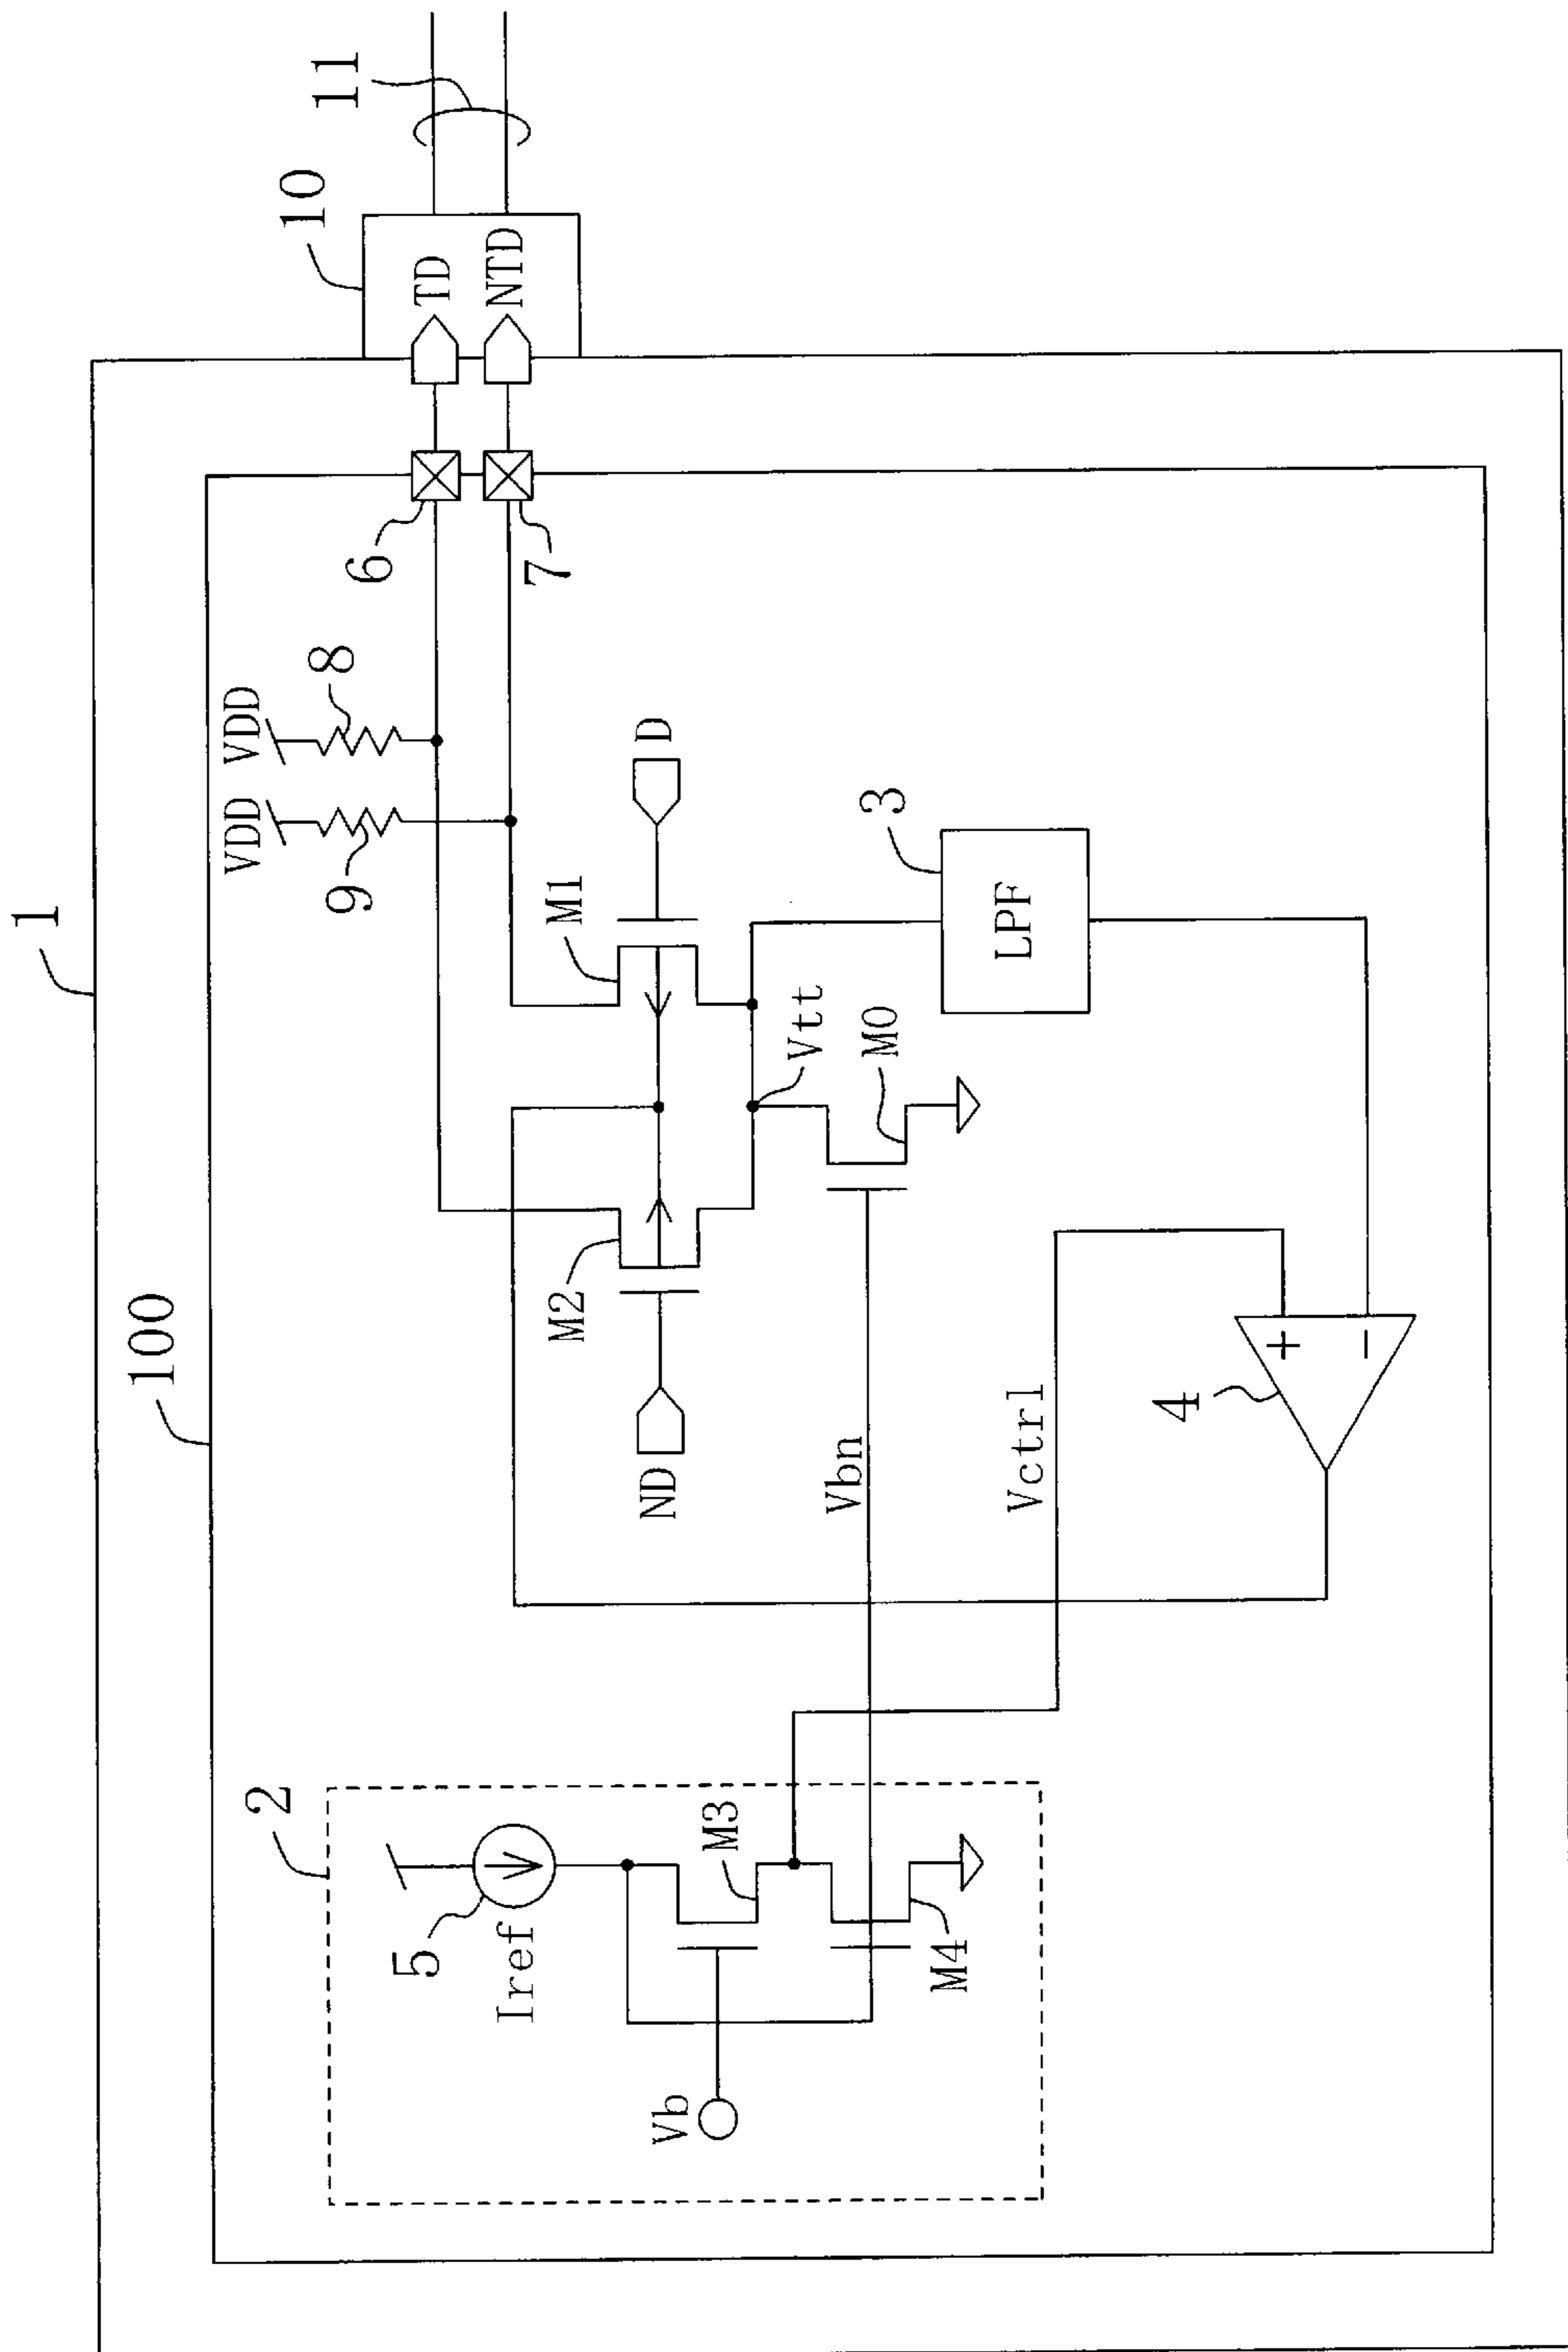 1
100
10
11
TD
NTD
6
7
VDD
VDD
8
9
2
5
Iref
Vb
M3
M4
M2
M1
ND
D
Vtt
M0
Vbn
Vctrl
3
LPF
4
+
−